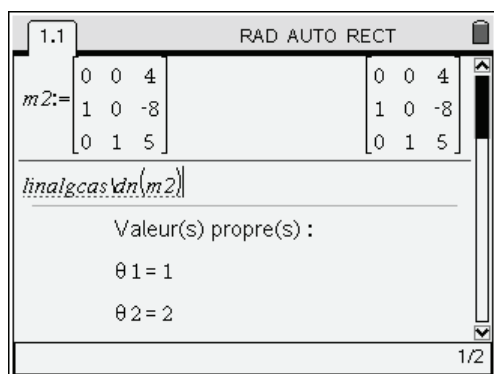 1.1 RAD AUTO RECT
m2:=[0 0 4; 1 0 -8; 0 1 5] [0 0 4; 1 0 -8; 0 1 5]
linalgcas\dn(m2)
Valeur(s) propre(s) :
θ1=1
θ2=2
1/2